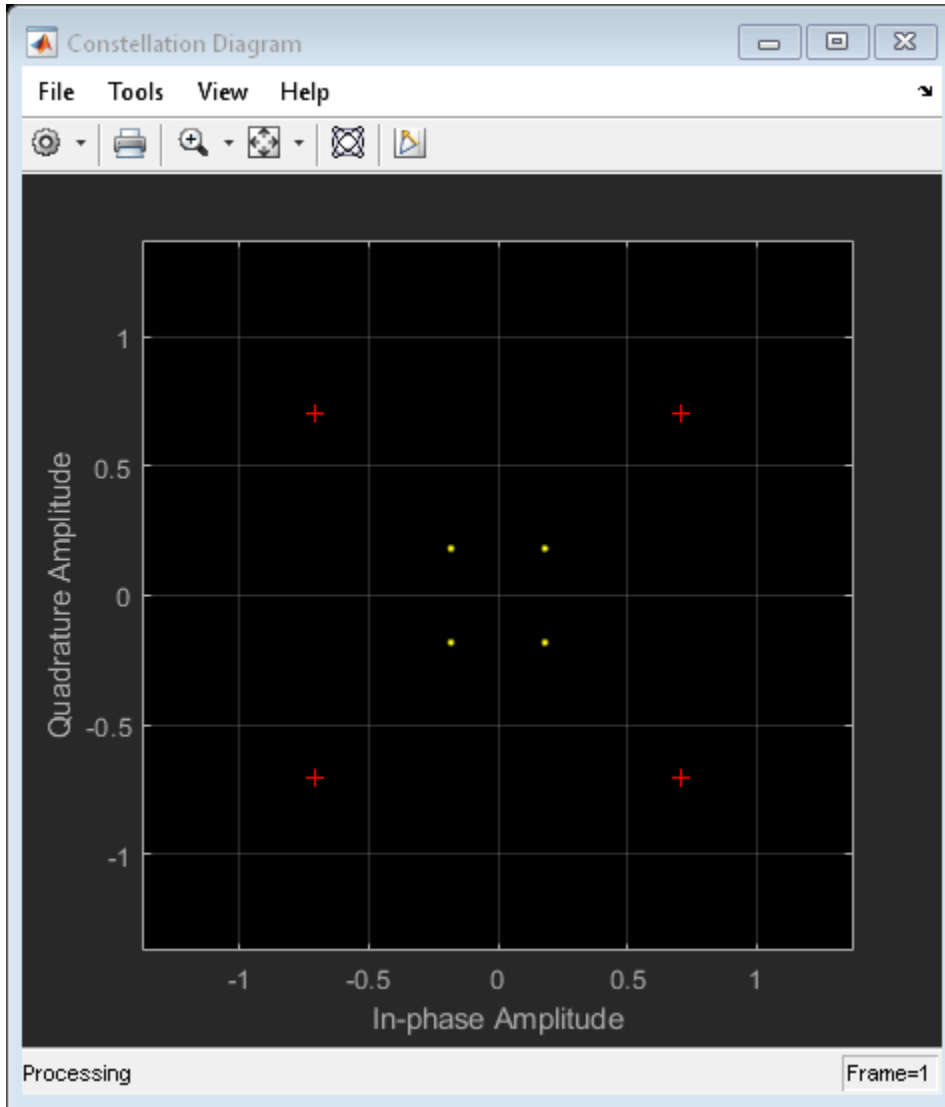 Constellation Diagram
File Tools View Help
1
0.5
0
-0.5
-1
Quadrature Amplitude
-1 -0.5 0 0.5 1
In-phase Amplitude
Processing Frame=1